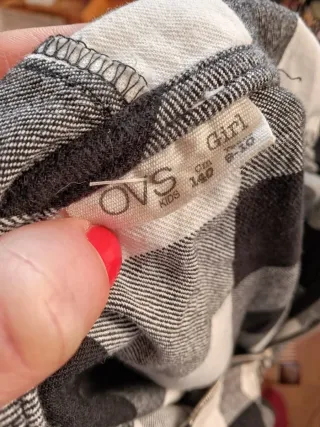 OVS
KIDS
Girl
cm
140
9-10